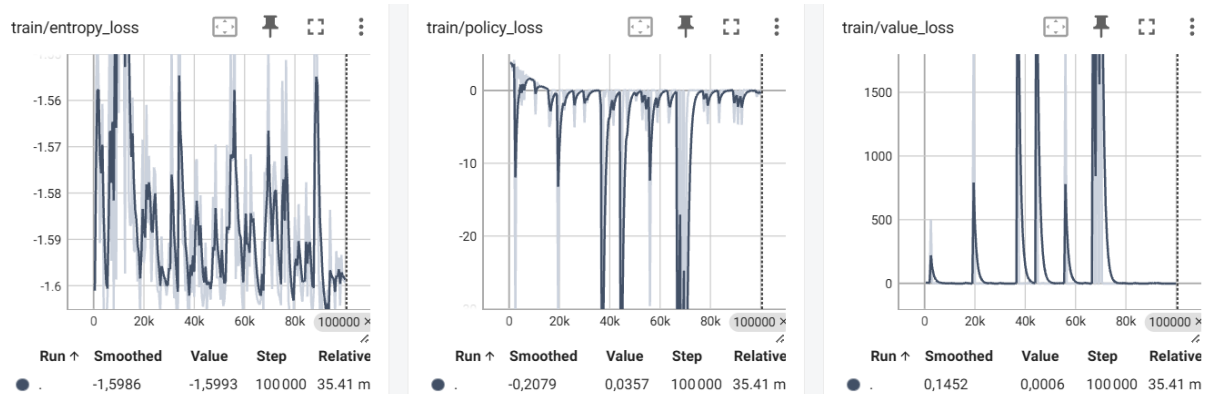 train/entropy_loss
-1.55
-1.56
-1.57
-1.58
-1.59
-1.6
0 20k 40k 60k 80k 100000 ×
Run ↑ Smoothed Value Step Relative
. -1,5986 -1,5993 100 000 35.41 m
train/policy_loss
0
-10
-20
-30
0 20k 40k 60k 80k 100000 ×
Run ↑ Smoothed Value Step Relative
. -0,2079 0,0357 100 000 35.41 m
train/value_loss
1500
1000
500
0
0 20k 40k 60k 80k 100000 ×
Run ↑ Smoothed Value Step Relative
. 0,1452 0,0006 100 000 35.41 m